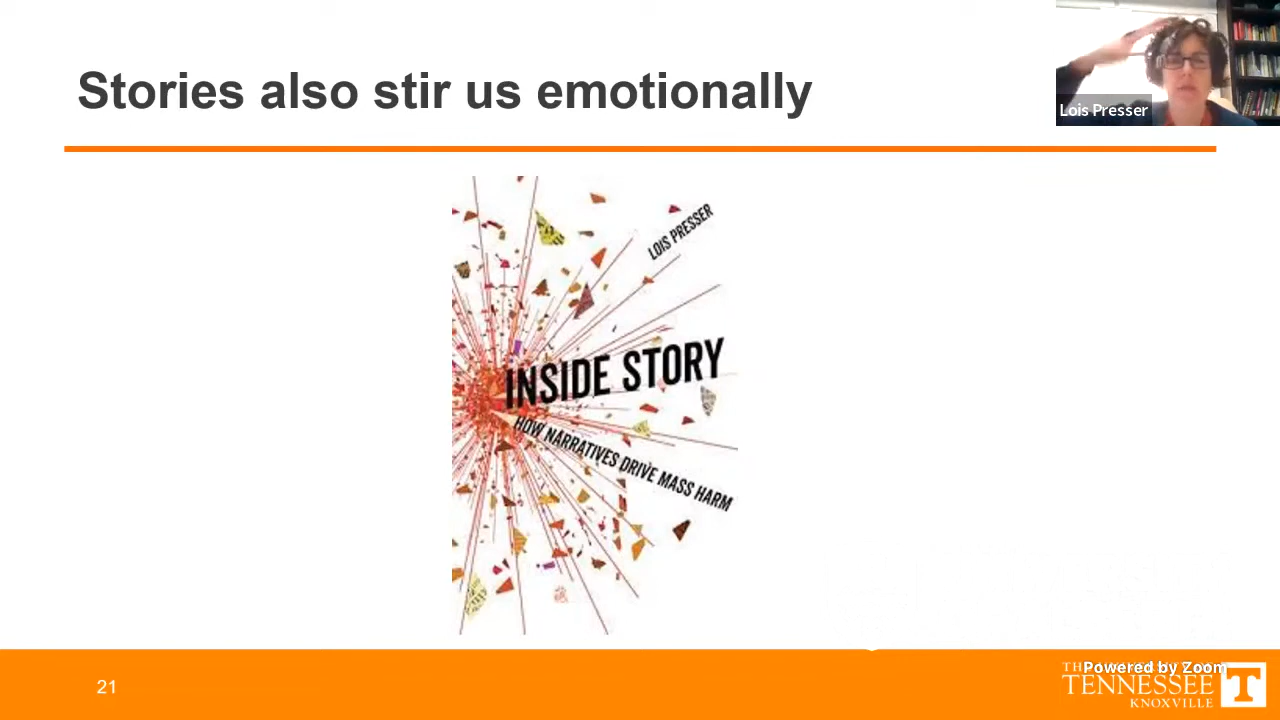 Stories also stir us emotionally
Lois Presser
LOIS PRESSER
INSIDE STORY
HOW NARRATIVES DRIVE MASS HARM
21
Powered by Zoom
TENNESSEE
KNOXVILLE
T